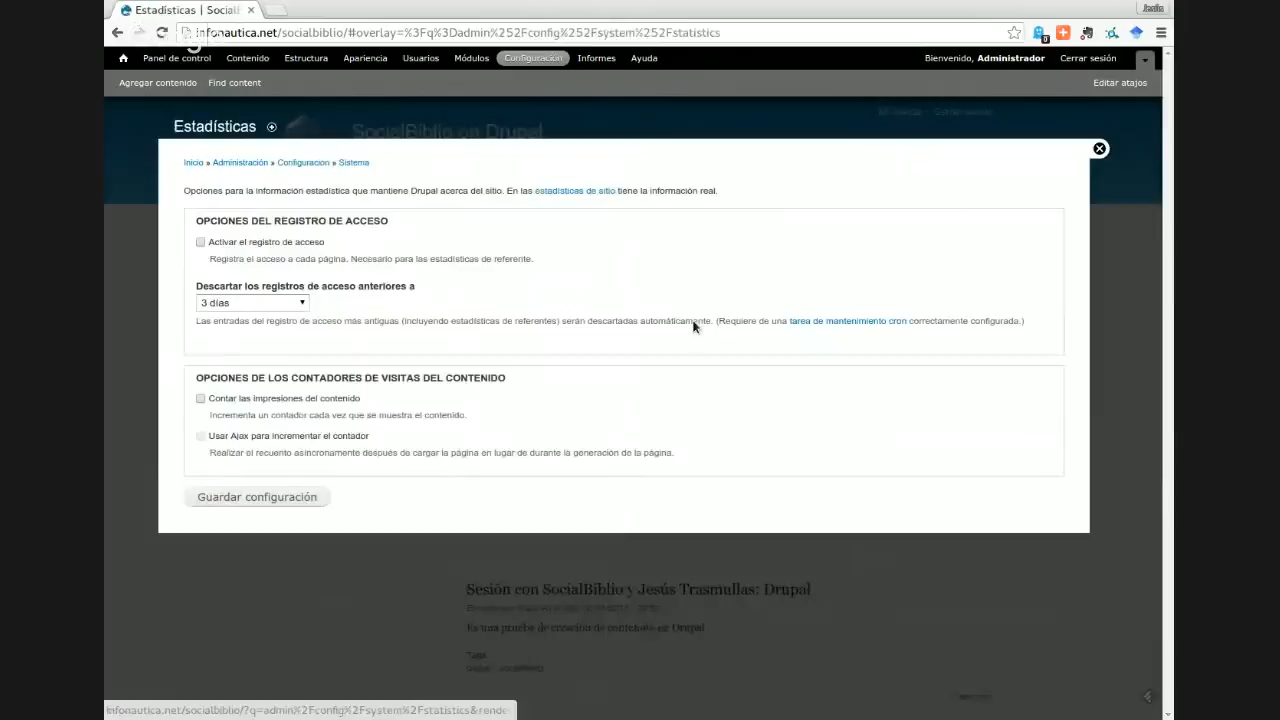 Estadísticas | Social
Jesús
infonautica.net/socialbiblio/#overlay=%3Fq%3Dadmin%252Fconfig%252Fsystem%252Fstatistics
Panel de control Contenido Estructura Apariencia Usuarios Módulos Configuración Informes Ayuda Bienvenido, Administrador Cerrar sesión
Agregar contenido Find content Editar atajos
Estadísticas
SocialBiblio on Drupal
Inicio » Administración » Configuracion » Sistema
Opciones para la información estadística que mantiene Drupal acerca del sitio. En las estadísticas de sitio tiene la información real.
OPCIONES DEL REGISTRO DE ACCESO
Activar el registro de acceso
Registra el acceso a cada página. Necesario para las estadísticas de referente.
Descartar los registros de acceso anteriores a
3 días
Las entradas del registro de acceso más antiguas (incluyendo estadísticas de referentes) serán descartadas automáticamente. (Requiere de una tarea de mantenimiento cron correctamente configurada.)
OPCIONES DE LOS CONTADORES DE VISITAS DEL CONTENIDO
Contar las impresiones del contenido
Incrementa un contador cada vez que se muestra el contenido.
Usar Ajax para incrementar el contador
Realizar el recuento asincronamente después de cargar la página en lugar de durante la generación de la página.
Guardar configuración
Sesión con SocialBiblio y Jesús Trasmullas: Drupal
Es una prueba de creación de contenido en Drupal
Tags
infonautica.net/socialbiblio/?q=admin%2Fconfig%2Fsystem%2Fstatistics&rende